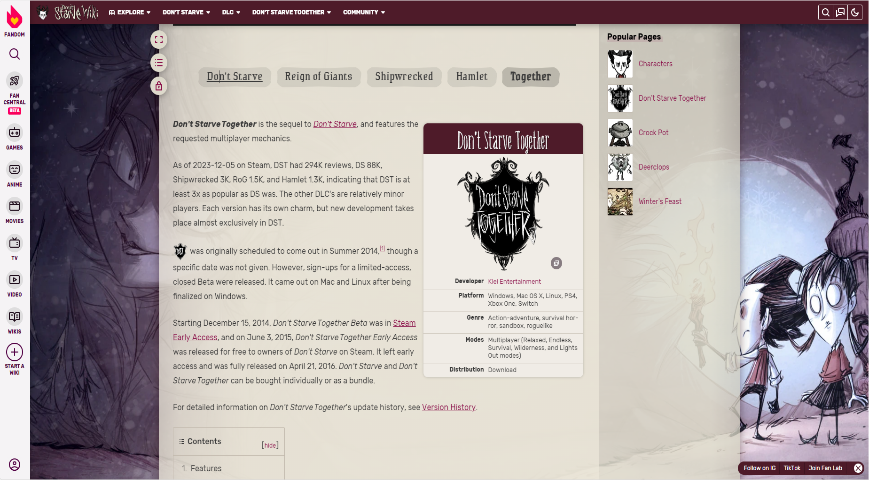 FANDOM
FAN CENTRAL
BETA
GAMES
ANIME
MOVIES
TV
VIDEO
WIKIS
START A WIKI
Don't Starve Wiki
EXPLORE
DON'T STARVE
DLC
DON'T STARVE TOGETHER
COMMUNITY
Don't Starve
Reign of Giants
Shipwrecked
Hamlet
Together
Don't Starve Together is the sequel to Don't Starve, and features the
requested multiplayer mechanics.
As of 2023-12-05 on Steam, DST had 294K reviews, DS 88K,
Shipwrecked 3K, RoG 1.5K, and Hamlet 1.3K, indicating that DST is at
least 3x as popular as DS was. The other DLC's are relatively minor
players. Each version has its own charm, but new development takes
place almost exclusively in DST.
was originally scheduled to come out in Summer 2014,[1] though a
specific date was not given. However, sign-ups for a limited-access,
closed Beta were released. It came out on Mac and Linux after being
finalized on Windows.
Starting December 15, 2014, Don't Starve Together Beta was in Steam
Early Access, and on June 3, 2015, Don't Starve Together Early Access
was released for free to owners of Don't Starve on Steam. It left early
access and was fully released on April 21, 2016. Don't Starve and Don't
Starve Together can be bought individually or as a bundle.
For detailed information on Don't Starve Together's update history, see Version History.
Contents
[hide]
1 Features
Don't Starve Together
Don't Starve
TOGETHER
Developer Klei Entertainment
Platform Windows, Mac OS X, Linux, PS4,
Xbox One, Switch
Genre Action-adventure, survival hor-
ror, sandbox, roguelike
Modes Multiplayer (Relaxed, Endless,
Survival, Wilderness, and Lights
Out modes)
Distribution Download
Popular Pages
Characters
Don't Starve Together
Crock Pot
Deerclops
Winter's Feast
Follow on IG
TikTok
Join Fan Lab